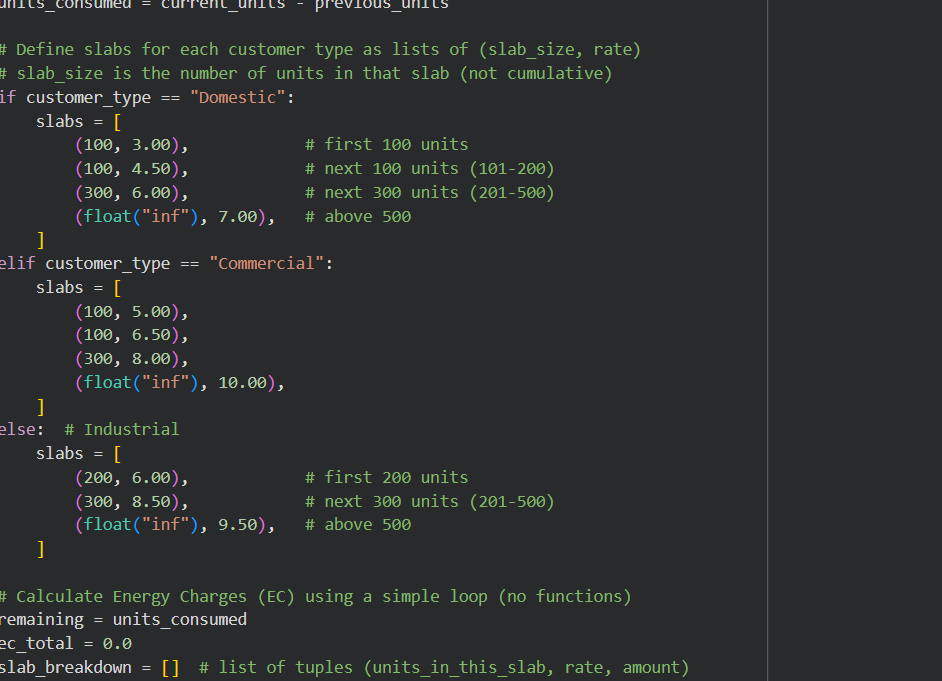 units_consumed = current_units - previous_units
# Define slabs for each customer type as lists of (slab_size, rate)
# slab_size is the number of units in that slab (not cumulative)
if customer_type == "Domestic":
    slabs = [
        (100, 3.00),            # first 100 units
        (100, 4.50),            # next 100 units (101-200)
        (300, 6.00),            # next 300 units (201-500)
        (float("inf"), 7.00),   # above 500
    ]
elif customer_type == "Commercial":
    slabs = [
        (100, 5.00),
        (100, 6.50),
        (300, 8.00),
        (float("inf"), 10.00),
    ]
else:  # Industrial
    slabs = [
        (200, 6.00),            # first 200 units
        (300, 8.50),            # next 300 units (201-500)
        (float("inf"), 9.50),   # above 500
    ]
# Calculate Energy Charges (EC) using a simple loop (no functions)
remaining = units_consumed
ec_total = 0.0
slab_breakdown = []  # list of tuples (units_in_this_slab, rate, amount)